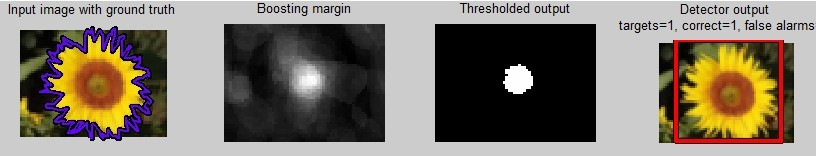 Input image with ground truth
Boosting margin
Thresholded output
Detector output
targets=1, correct=1, false alarms